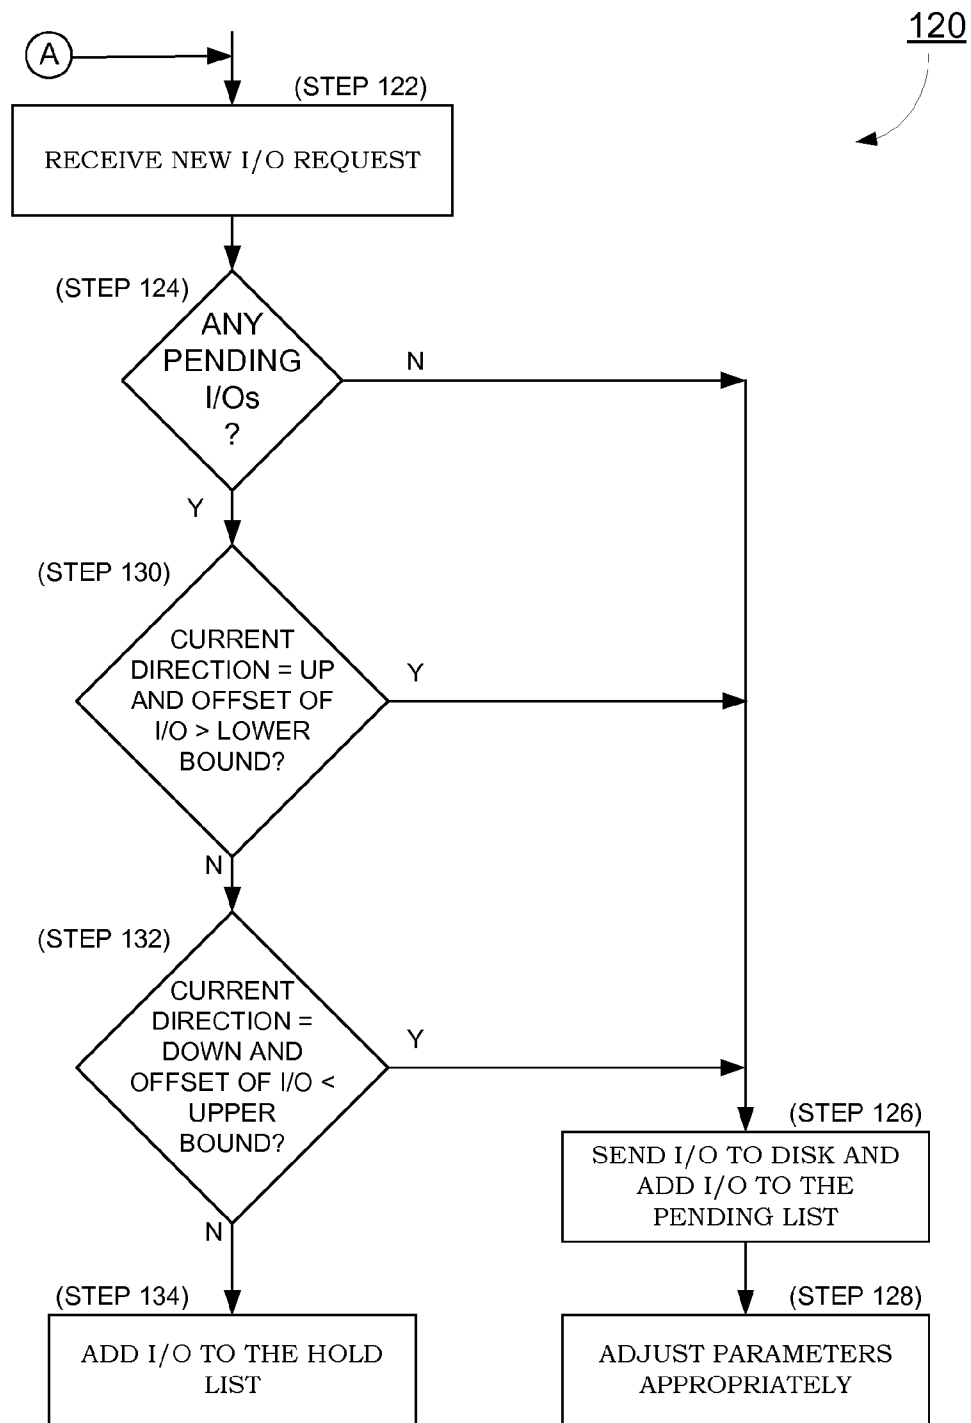 120
A
(STEP 122)
RECEIVE NEW I/O REQUEST
(STEP 124)
ANY
PENDING
I/Os
?
N
Y
(STEP 130)
CURRENT
DIRECTION = UP
AND OFFSET OF
I/O > LOWER
BOUND?
Y
N
(STEP 132)
CURRENT
DIRECTION =
DOWN AND
OFFSET OF I/O <
UPPER
BOUND?
Y
N
(STEP 126)
SEND I/O TO DISK AND
ADD I/O TO THE
PENDING LIST
(STEP 134)
ADD I/O TO THE HOLD
LIST
(STEP 128)
ADJUST PARAMETERS
APPROPRIATELY